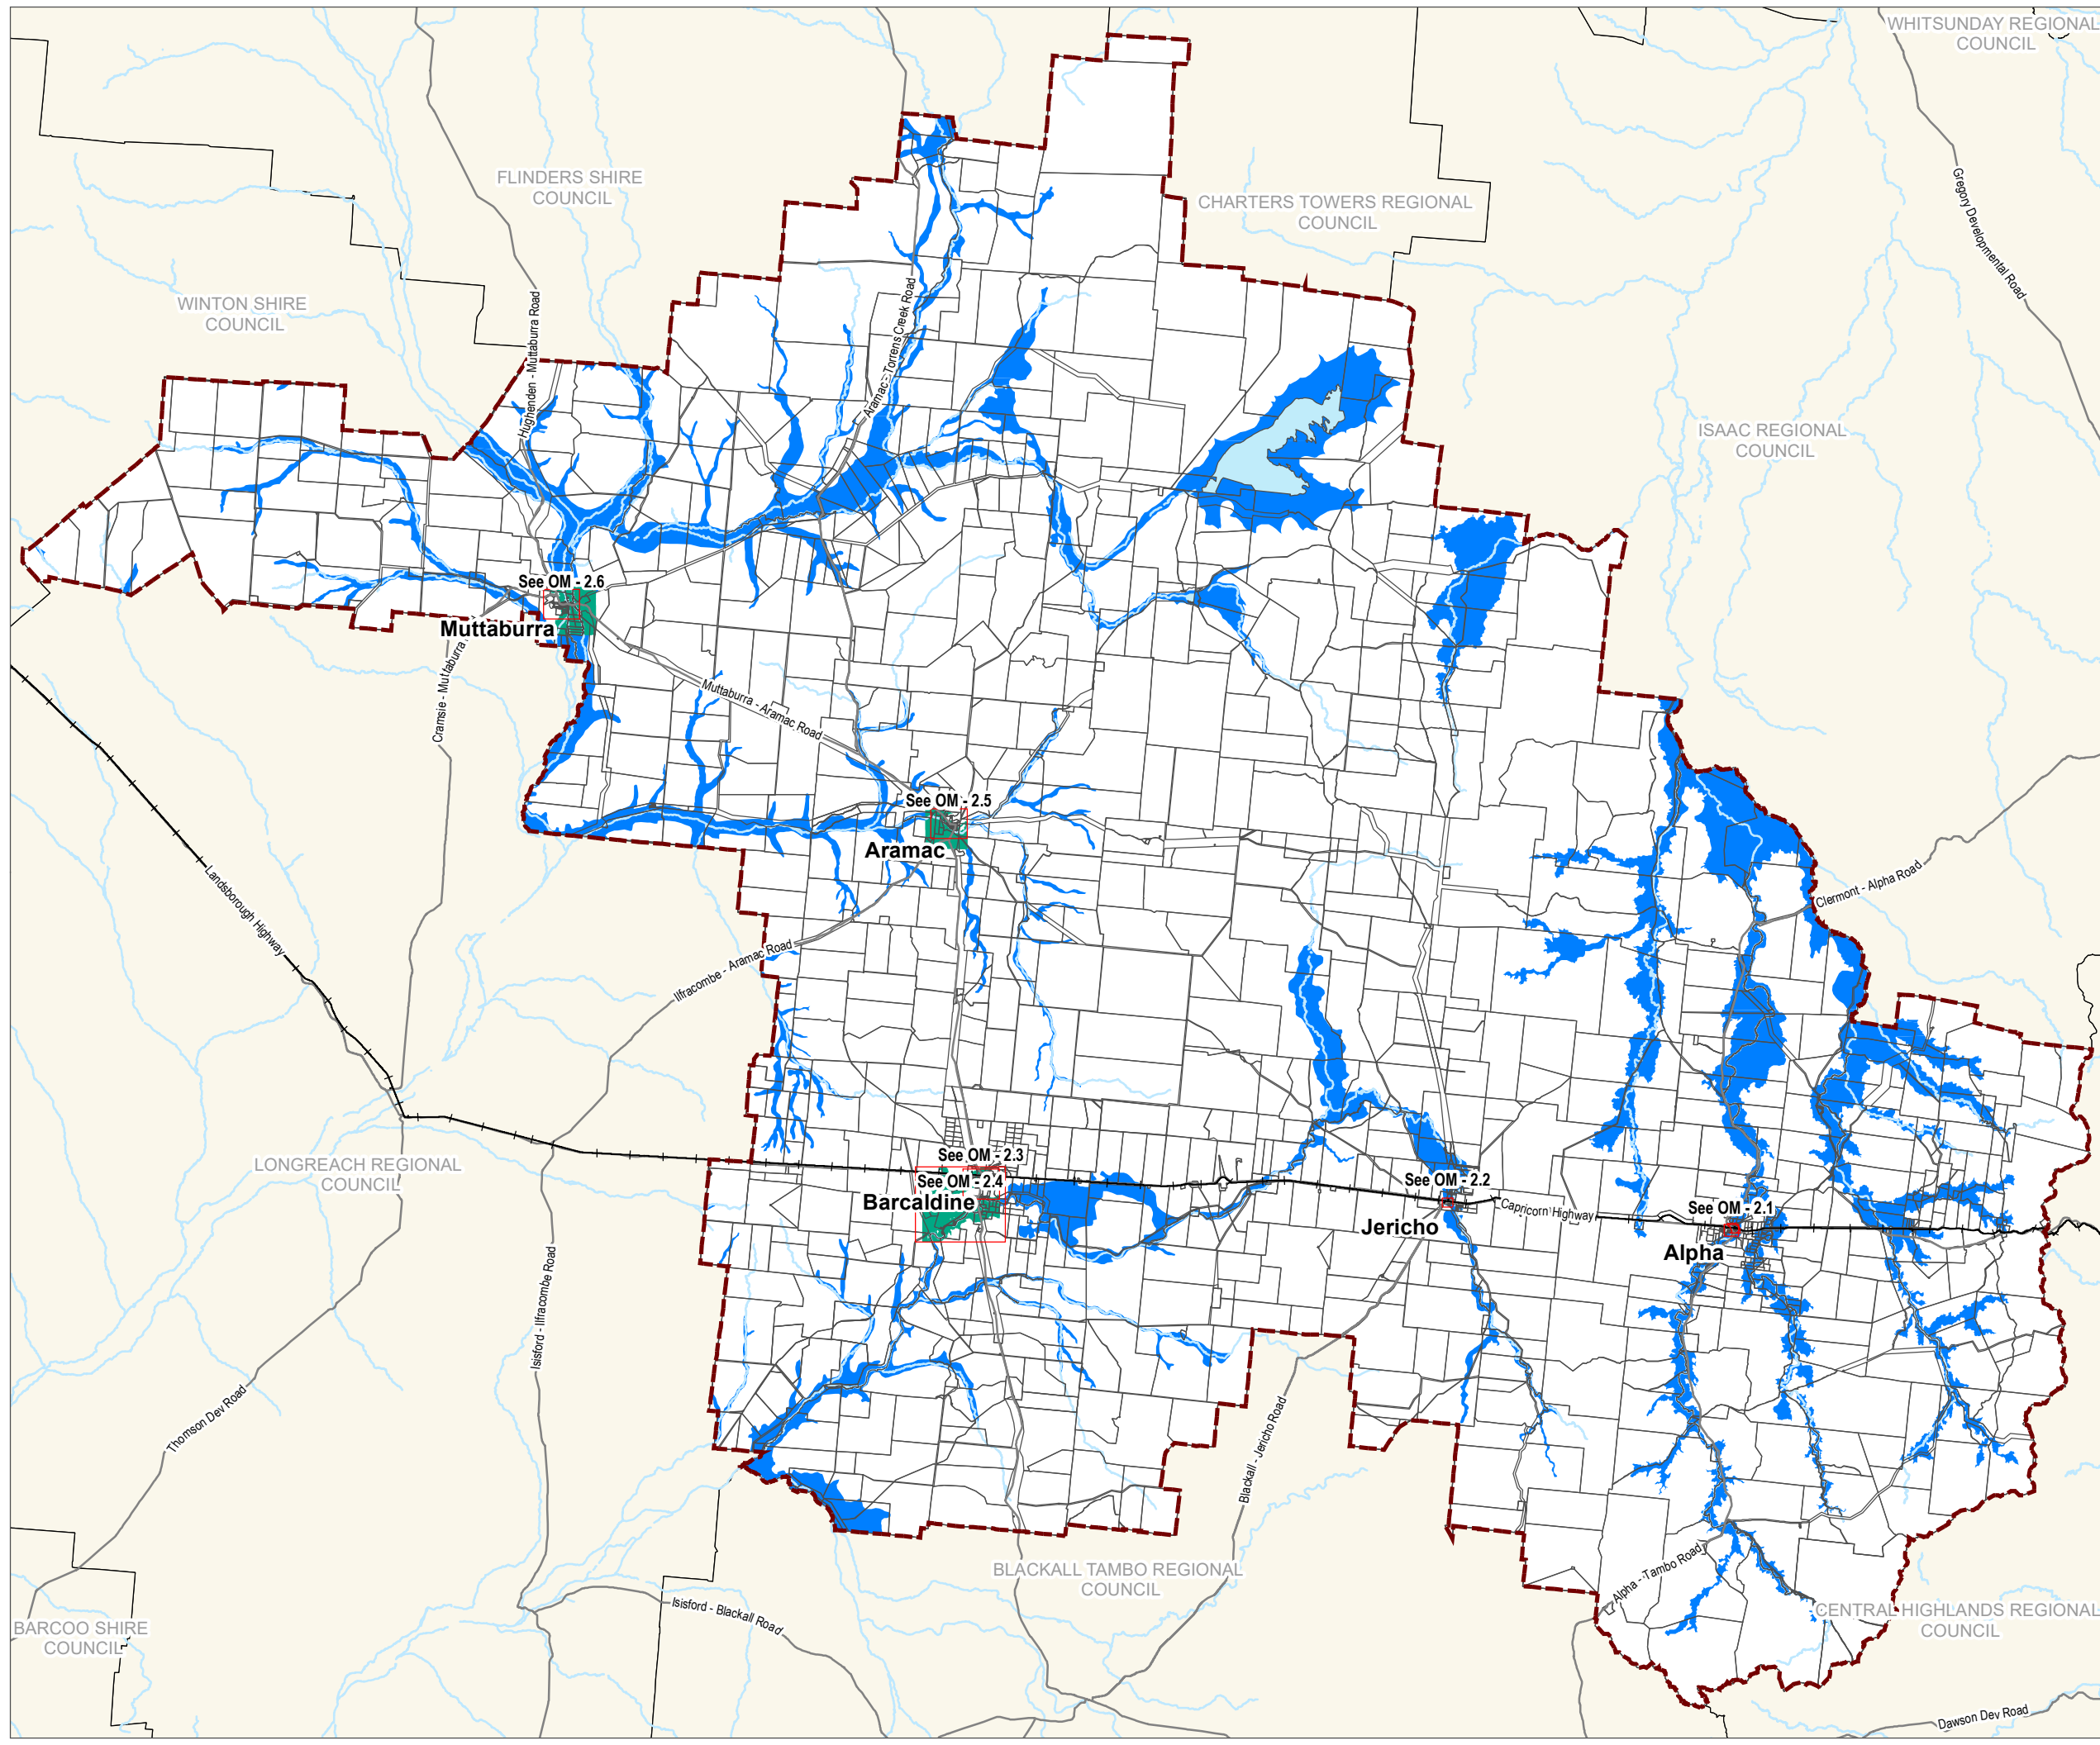 WHITSUNDAY REGIONAL
COUNCIL
FLINDERS SHIRE
COUNCIL
CHARTERS TOWERS REGIONAL
COUNCIL
Gregory Developmental Road
WINTON SHIRE
COUNCIL
Hughenden - Muttaburra Road
Aramac - Torrens Creek Road
ISAAC REGIONAL
COUNCIL
See OM - 2.6
Muttaburra
Cramsie - Muttaburra
Muttaburra - Aramac Road
See OM - 2.5
Aramac
Landsborough Highway
Clermont - Alpha Road
Ilfracombe - Aramac Road
LONGREACH REGIONAL
COUNCIL
See OM - 2.3
See OM - 2.4
Barcaldine
See OM - 2.2
Jericho
Capricorn Highway
See OM - 2.1
Alpha
Isisford - Ilfracombe Road
Thomson Dev Road
Blackall - Jericho Road
BLACKALL TAMBO REGIONAL
COUNCIL
Isisford - Blackall Road
Alpha - Tambo Road
BARCOO SHIRE
COUNCIL
CENTRAL HIGHLANDS REGIONAL
COUNCIL
Dawson Dev Road